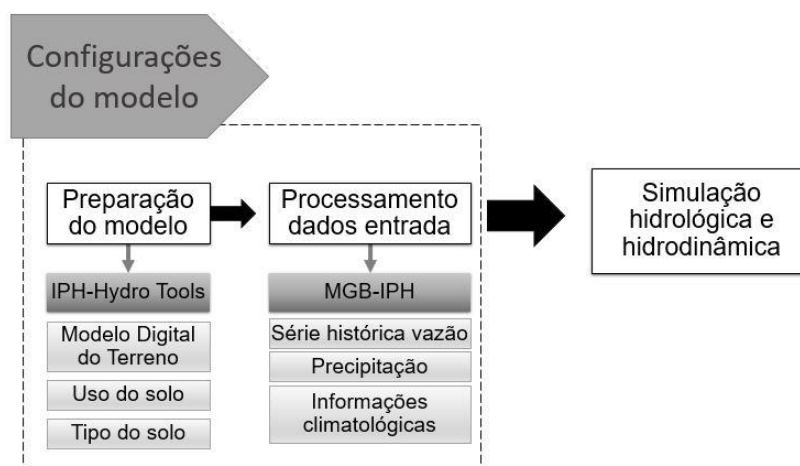 Configurações
do modelo
Preparação
do modelo
Processamento
dados entrada
Simulação
hidrológica e
hidrodinâmica
IPH-Hydro Tools
Modelo Digital
do Terreno
Uso do solo
Tipo do solo
MGB-IPH
Série histórica vazão
Precipitação
Informações
climatológicas